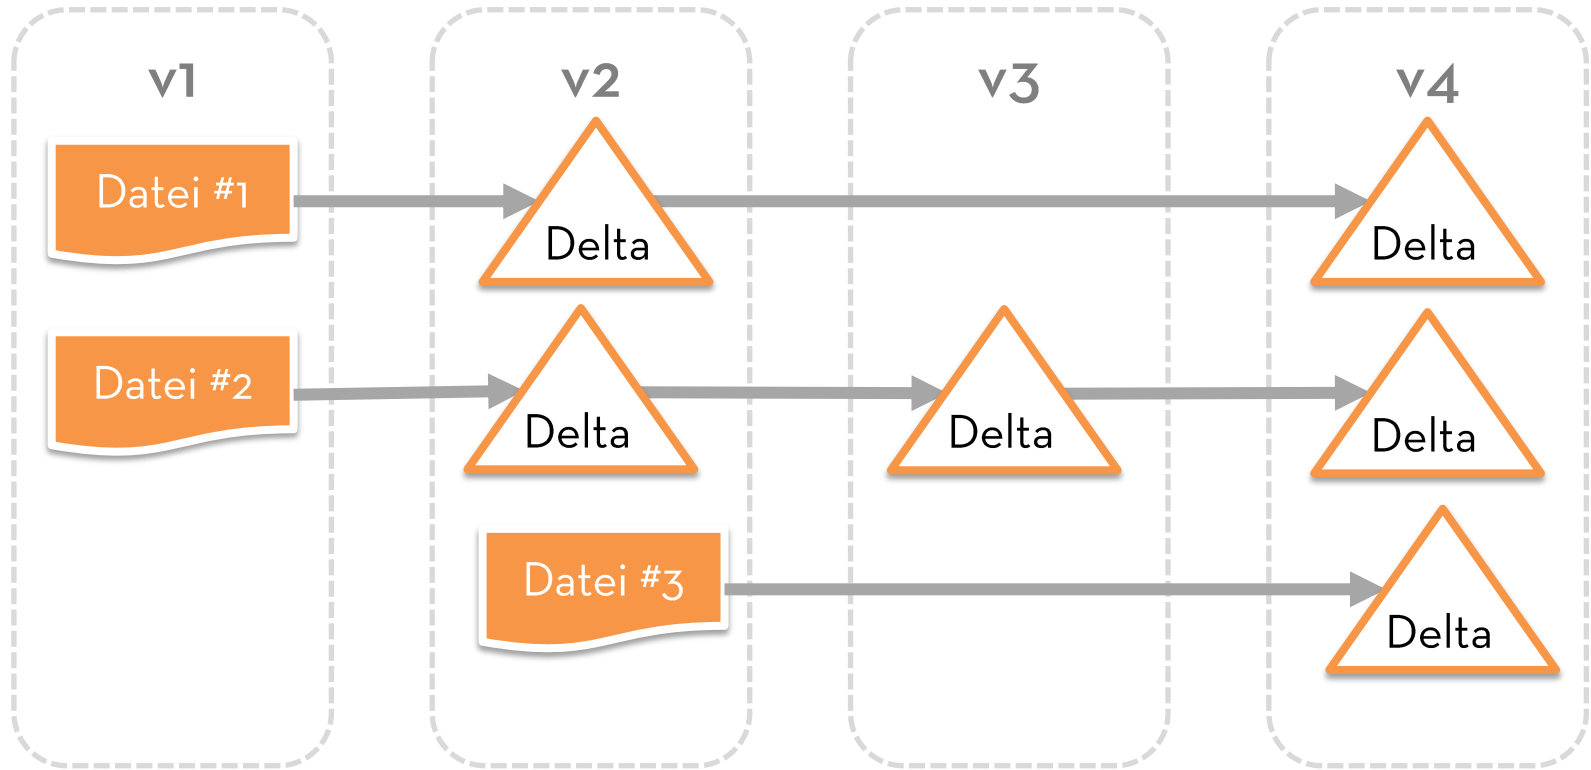 v1
v2
v3
v4
Datei #1
Delta
Delta
Datei #2
Delta
Delta
Delta
Datei #3
Delta